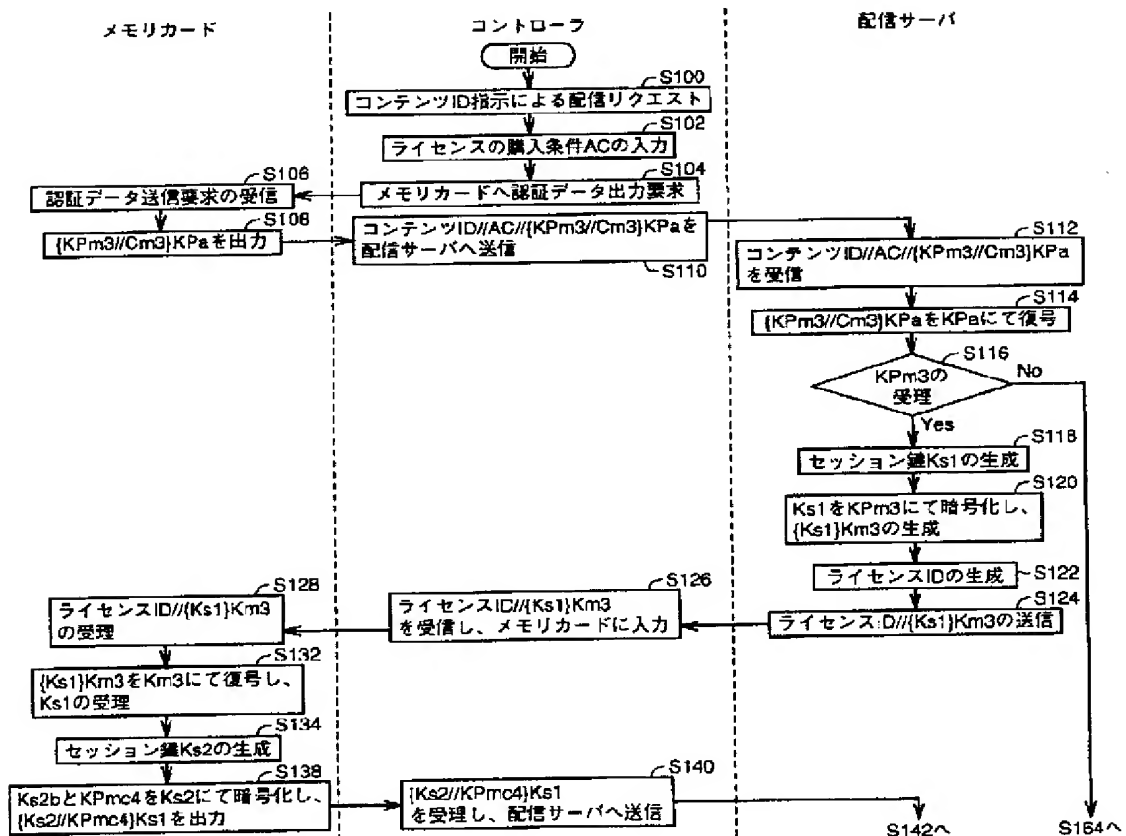 メモリカード
コントローラ
配信サーバ
開始
S100
コンテンツID指示による配信リクエスト
S102
ライセンスの購入条件ACの入力
S104
メモリカードへ認証データ出力要求
S106
認証データ送信要求の受信
S108
{KPm3//Cm3}KPaを出力
コンテンツID//AC//{KPm3//Cm3}KPaを
配信サーバへ送信
S110
S112
コンテンツID//AC//{KPm3//Cm3}KPa
を受信
S114
{KPm3//Cm3}KPaをKPaにて復号
S116
KPm3の
受理
No
Yes
S118
セッション鍵Ks1の生成
S120
Ks1をKPm3にて暗号化し、
{Ks1}Km3の生成
ライセンスIDの生成
S122
S124
ライセンス:D//{Ks1}Km3の送信
S126
ライセンスID//{Ks1}Km3
を受信し、メモリカードに入力
S128
ライセンスID//{Ks1}Km3
の受理
S132
{Ks1}Km3をKm3にて復号し、
Ks1の受理
S134
セッション鍵Ks2の生成
S138
Ks2bとKPmc4をKs2にて暗号化し、
{Ks2//KPmc4}Ks1を出力
S140
{Ks2//KPmc4}Ks1
を受理し、配信サーバへ送信
S142へ
S164へ